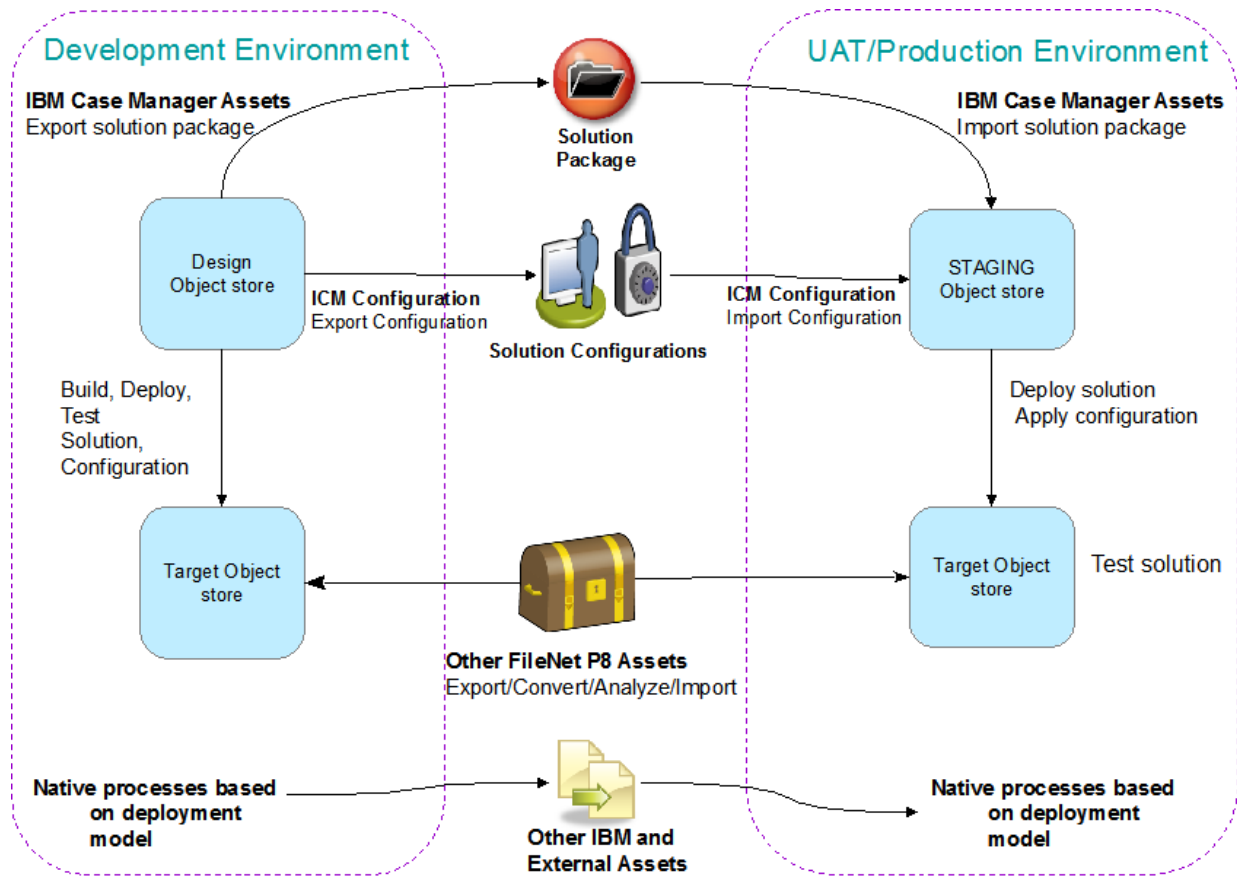 Development Environment
UAT/Production Environment
IBM Case Manager Assets
Export solution package
Solution
Package
IBM Case Manager Assets
Import solution package
Design
Object store
ICM Configuration
Export Configuration
Solution Configurations
ICM Configuration
Import Configuration
STAGING
Object store
Build, Deploy,
Test
Solution,
Configuration
Deploy solution
Apply configuration
Target Object
store
Other FileNet P8 Assets
Export/Convert/Analyze/Import
Target Object
store
Test solution
Native processes based
on deployment
model
Other IBM and
External Assets
Native processes based
on deployment
model